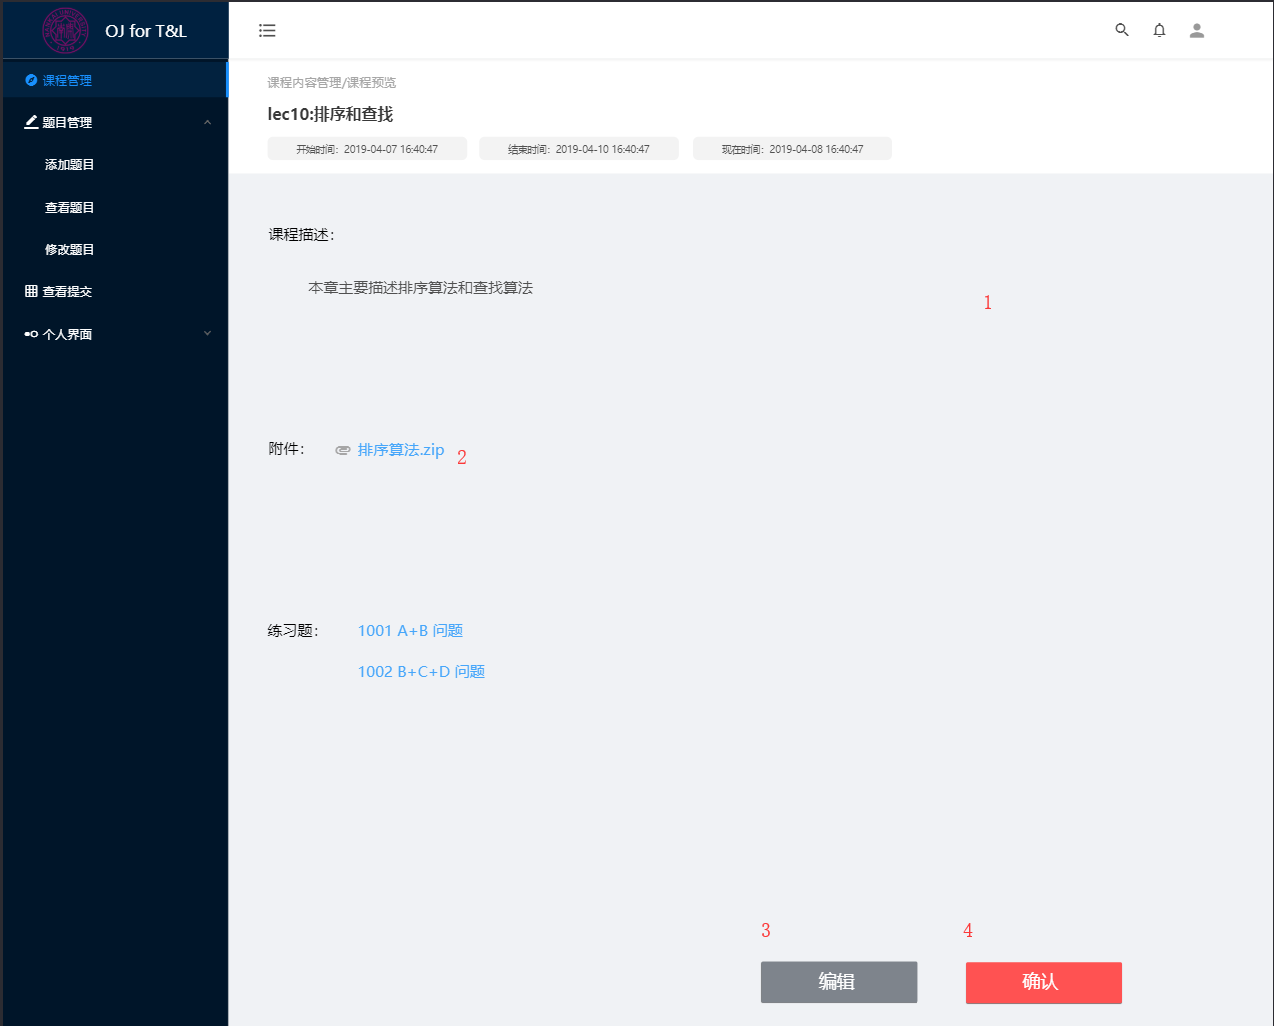 OJ for T&L
课程管理
题目管理
添加题目
查看题目
修改题目
查看提交
个人界面
课程内容管理/课程预览
lec10:排序和查找
开始时间：2019-04-07 16:40:47
结束时间：2019-04-10 16:40:47
现在时间：2019-04-08 16:40:47
课程描述：
本章主要描述排序算法和查找算法
1
附件：
排序算法.zip
2
练习题：
1001 A+B 问题
1002 B+C+D 问题
3
4
编辑
确认